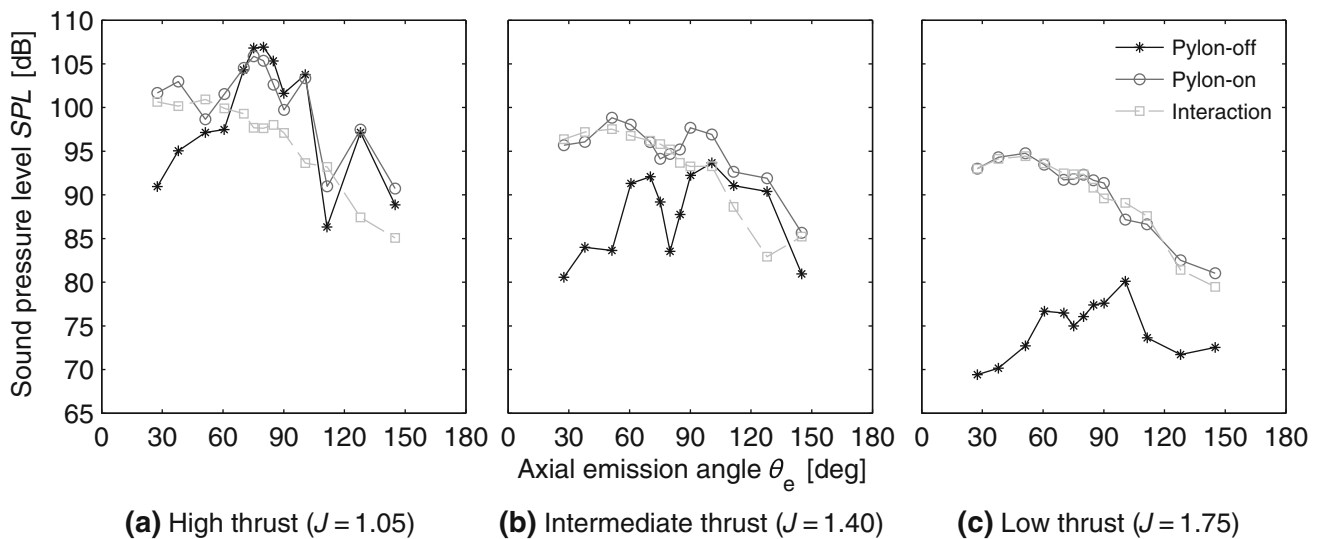 110
105
100
95
90
85
80
75
70
65
Sound pressure level SPL [dB]
0 30 60 90 120 150 180
0 30 60 90 120 150 180
0 30 60 90 120 150 180
Pylon-off
Pylon-on
Interaction
Axial emission angle θe [deg]
(a) High thrust (J = 1.05)
(b) Intermediate thrust (J = 1.40)
(c) Low thrust (J = 1.75)